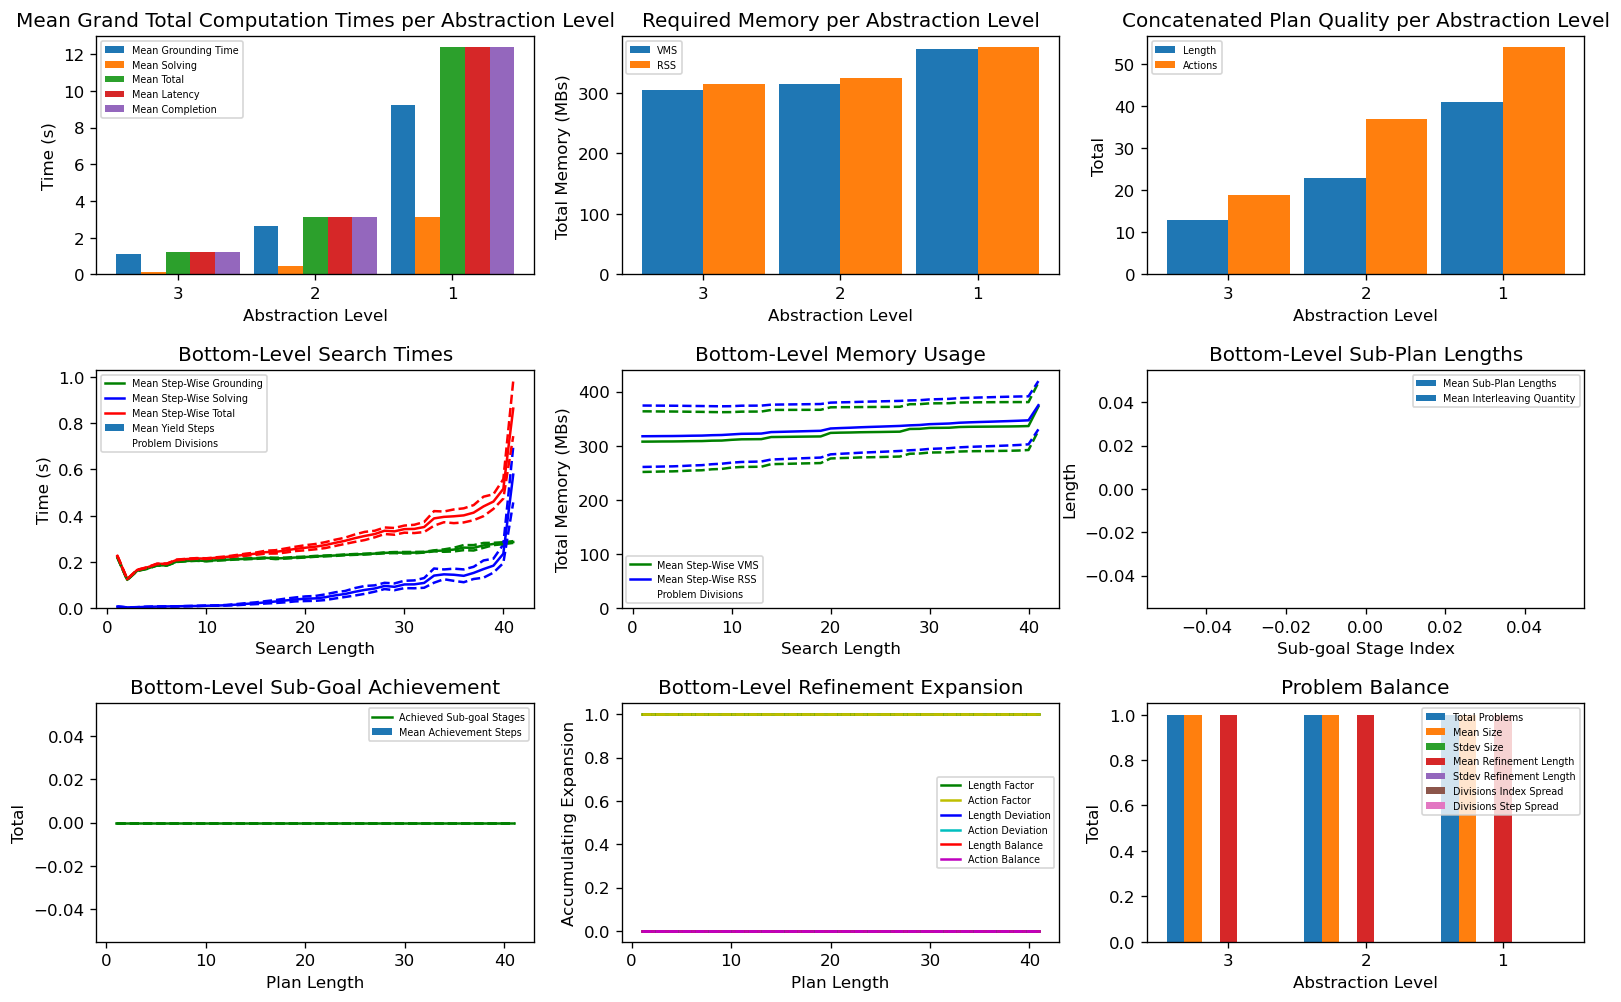 Mean Grand Total Computation Times per Abstraction Level
Time (s)
12
10
8
6
4
2
0
Mean Grounding Time
Mean Solving
Mean Total
Mean Latency
Mean Completion
3
2
1
Abstraction Level
Required Memory per Abstraction Level
Total Memory (MBs)
300
200
100
0
VMS
RSS
3
2
1
Abstraction Level
Concatenated Plan Quality per Abstraction Level
Total
50
40
30
20
10
0
Length
Actions
3
2
1
Abstraction Level
Bottom-Level Search Times
Time (s)
1.0
0.8
0.6
0.4
0.2
0.0
Mean Step-Wise Grounding
Mean Step-Wise Solving
Mean Step-Wise Total
Mean Yield Steps
Problem Divisions
0
10
20
30
40
Search Length
Bottom-Level Memory Usage
Total Memory (MBs)
400
300
200
100
0
Mean Step-Wise VMS
Mean Step-Wise RSS
Problem Divisions
0
10
20
30
40
Search Length
Bottom-Level Sub-Plan Lengths
Length
0.04
0.02
0.00
−0.02
−0.04
Mean Sub-Plan Lengths
Mean Interleaving Quantity
−0.04
−0.02
0.00
0.02
0.04
Sub-goal Stage Index
Bottom-Level Sub-Goal Achievement
Total
0.04
0.02
0.00
−0.02
−0.04
Achieved Sub-goal Stages
Mean Achievement Steps
0
10
20
30
40
Plan Length
Bottom-Level Refinement Expansion
Accumulating Expansion
1.0
0.8
0.6
0.4
0.2
0.0
Length Factor
Action Factor
Length Deviation
Action Deviation
Length Balance
Action Balance
0
10
20
30
40
Plan Length
Problem Balance
Total
1.0
0.8
0.6
0.4
0.2
0.0
Total Problems
Mean Size
Stdev Size
Mean Refinement Length
Stdev Refinement Length
Divisions Index Spread
Divisions Step Spread
3
2
1
Abstraction Level